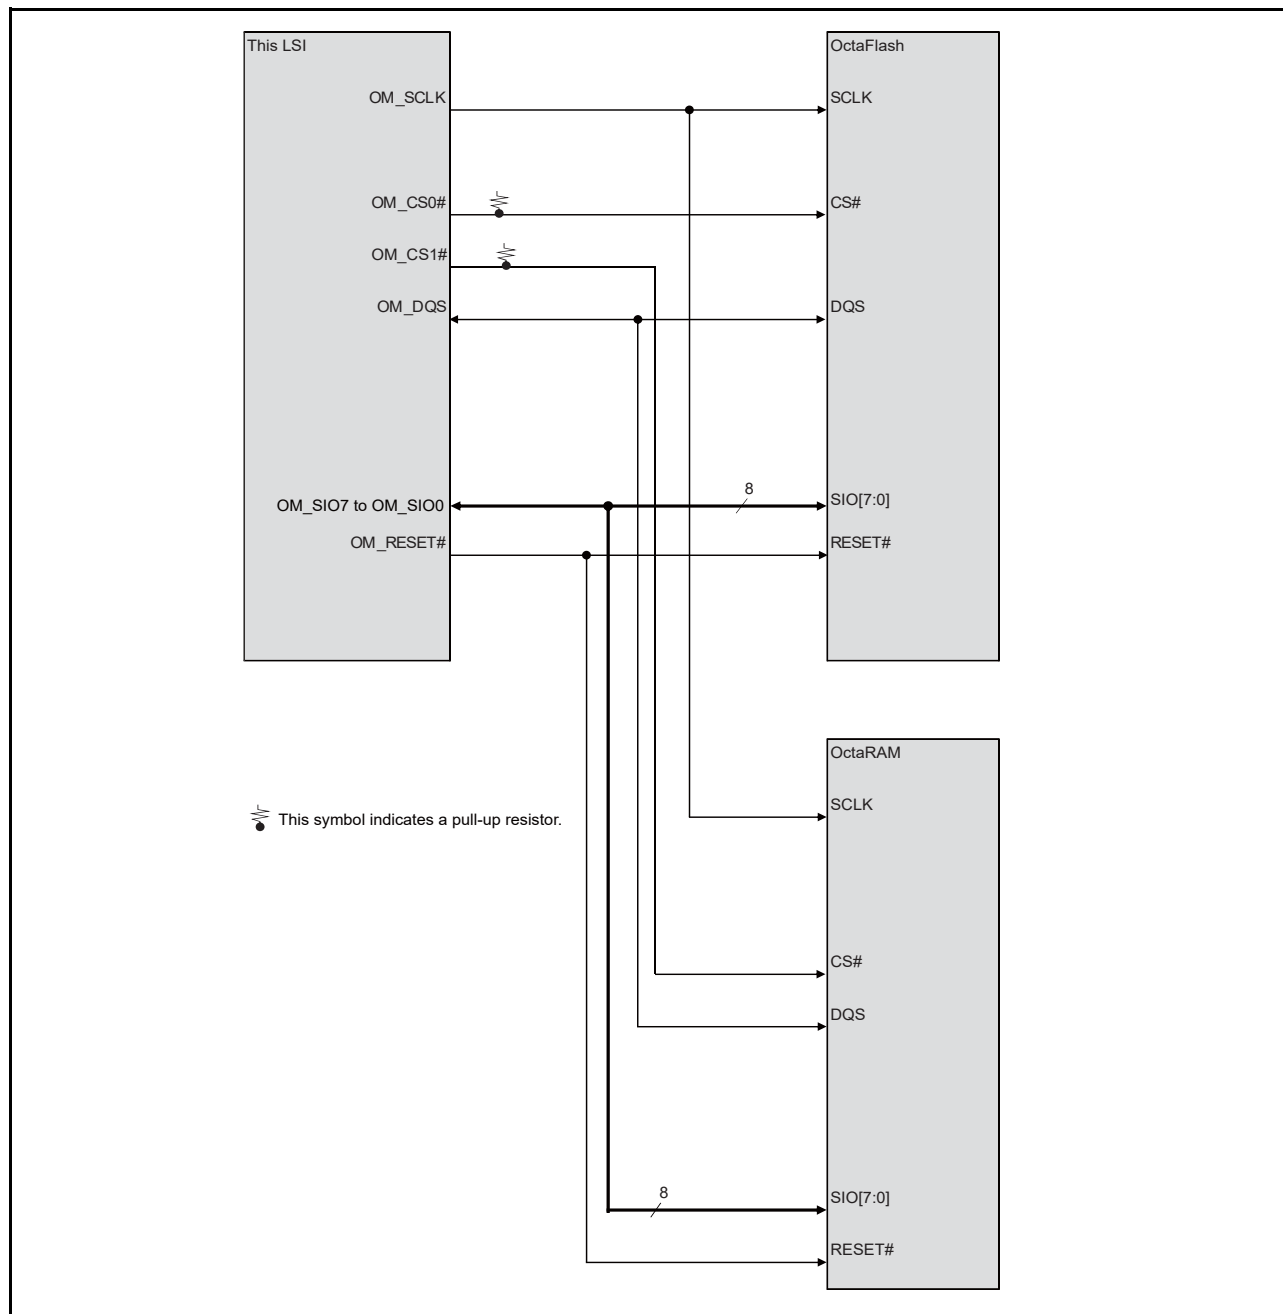 This LSI
OM_SCLK
OM_CS0#
OM_CS1#
OM_DQS
OM_SIO7 to OM_SIO0
OM_RESET#
8
OctaFlash
SCLK
CS#
DQS
SIO[7:0]
RESET#
This symbol indicates a pull-up resistor.
8
OctaRAM
SCLK
CS#
DQS
SIO[7:0]
RESET#